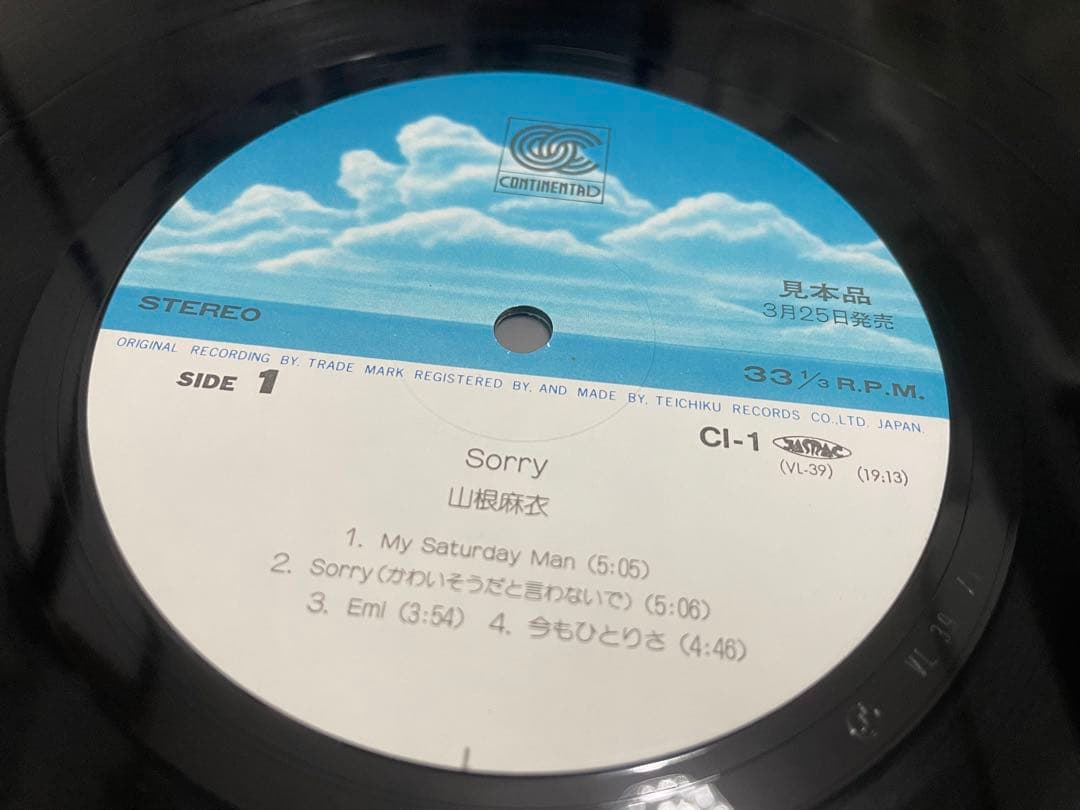 CONTINENTAL
見本品
3月25日発売
STEREO
33 1/3 R.P.M.
ORIGINAL RECORDING BY. TRADE MARK REGISTERED BY. AND MADE BY. TEICHIKU RECORDS CO.,LTD. JAPAN.
SIDE 1
CI-1 JASRAC
(VL-39) (19:13)
Sorry
山根麻衣
1. My Saturday Man (5:05)
2. Sorry(かわいそうだと言わないで) (5:06)
3. Emi (3:54) 4. 今もひとりさ (4:46)
VL 39